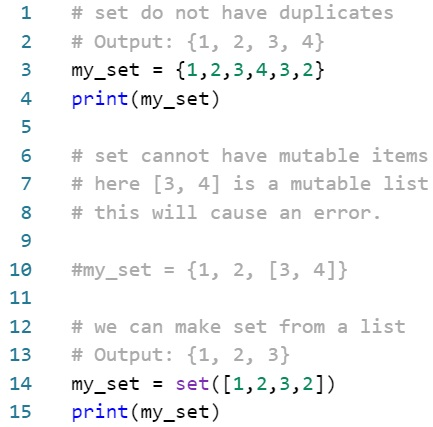 1 # set do not have duplicates
2 # Output: {1, 2, 3, 4}
3 my_set = {1,2,3,4,3,2}
4 print(my_set)
5
6 # set cannot have mutable items
7 # here [3, 4] is a mutable list
8 # this will cause an error.
9
10 #my_set = {1, 2, [3, 4]}
11
12 # we can make set from a list
13 # Output: {1, 2, 3}
14 my_set = set([1,2,3,2])
15 print(my_set)